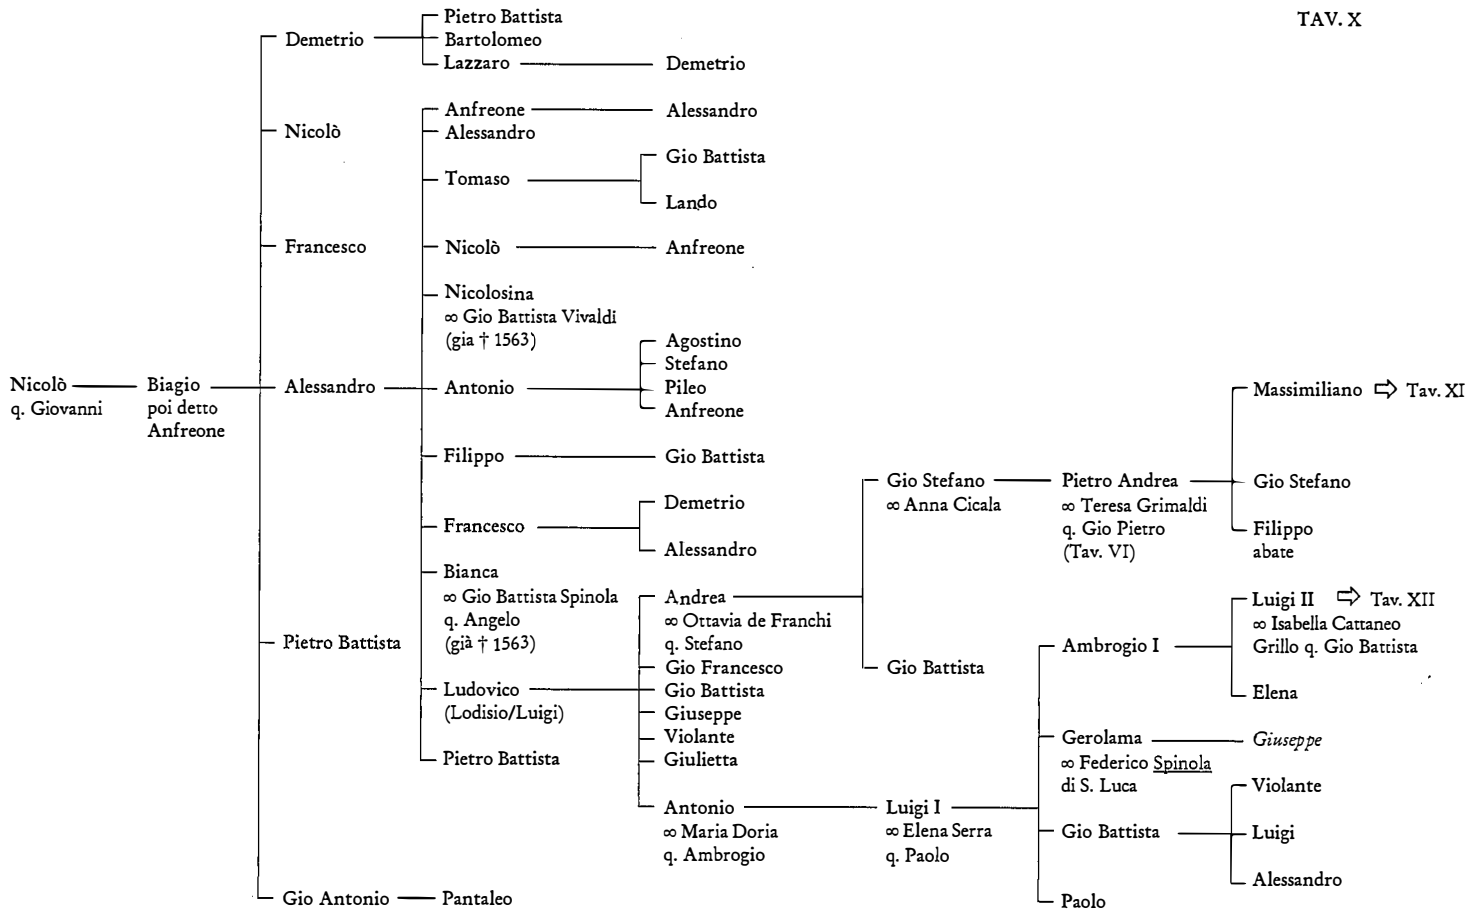 TAV. X
Nicolò
q. Giovanni
Biagio
poi detto
Anfreone
Demetrio
Nicolò
Francesco
Alessandro
Pietro Battista
Gio Antonio
Pietro Battista
Bartolomeo
Lazzaro
Anfreone
Alessandro
Tomaso
Nicolò
Nicolosina
∞ Gio Battista Vivaldi
(gia † 1563)
Antonio
Filippo
Francesco
Bianca
∞ Gio Battista Spinola
q. Angelo
(già † 1563)
Ludovico
(Lodisio/Luigi)
Pietro Battista
Pantaleo
Demetrio
Alessandro
Gio Battista
Lando
Anfreone
Agostino
Stefano
Pileo
Anfreone
Gio Battista
Demetrio
Alessandro
Andrea
∞ Ottavia de Franchi
q. Stefano
Gio Francesco
Gio Battista
Giuseppe
Violante
Giulietta
Antonio
∞ Maria Doria
q. Ambrogio
Gio Stefano
∞ Anna Cicala
Gio Battista
Luigi I
∞ Elena Serra
q. Paolo
Pietro Andrea
∞ Teresa Grimaldi
q. Gio Pietro
(Tav. VI)
Ambrogio I
Gerolama
∞ Federico Spinola
di S. Luca
Gio Battista
Paolo
Massimiliano ⇨ Tav. XI
Gio Stefano
Filippo
abate
Luigi II ⇨ Tav. XII
∞ Isabella Cattaneo
Grillo q. Gio Battista
Elena
Giuseppe
Violante
Luigi
Alessandro